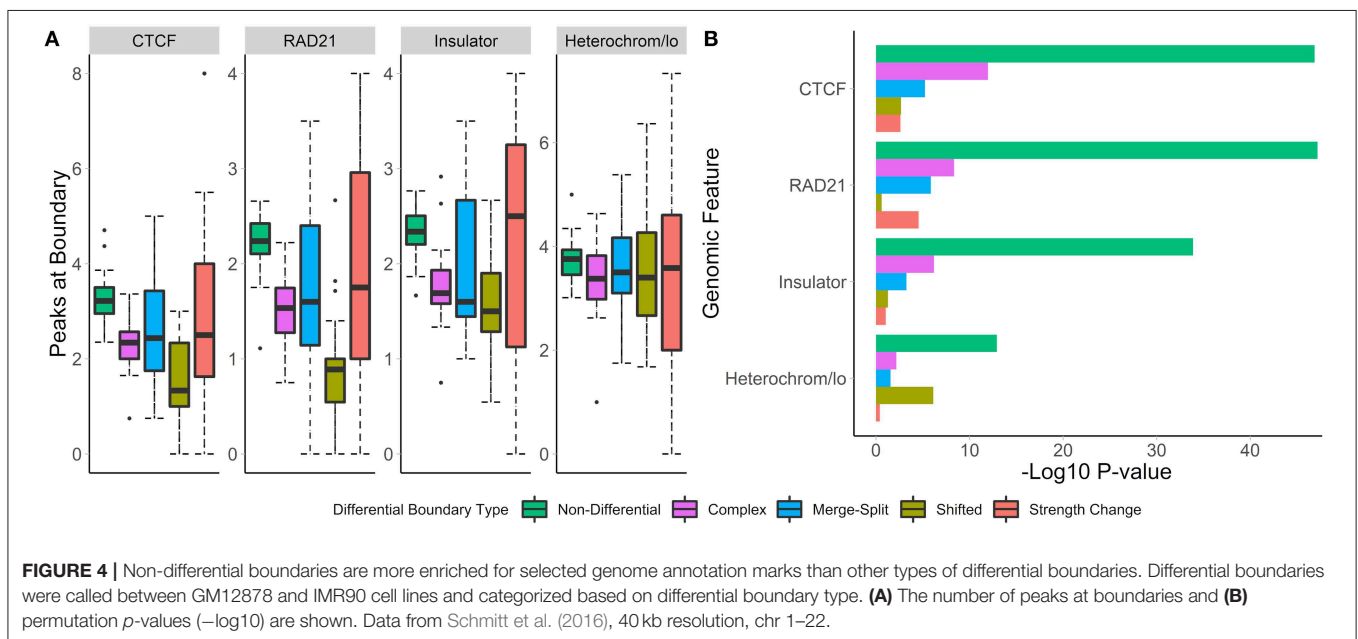 A
CTCF
RAD21
Insulator
Heterochrom/lo
Peaks at Boundary
8
6
4
2
0
4
3
2
1
0
4
3
2
1
0
6
4
2
0
B
Genomic Feature
CTCF
RAD21
Insulator
Heterochrom/lo
0 10 20 30 40
-Log10 P-value
Differential Boundary Type Non-Differential Complex Merge-Split Shifted Strength Change
FIGURE 4 | Non-differential boundaries are more enriched for selected genome annotation marks than other types of differential boundaries. Differential boundaries
were called between GM12878 and IMR90 cell lines and categorized based on differential boundary type. (A) The number of peaks at boundaries and (B)
permutation p-values (−log10) are shown. Data from Schmitt et al. (2016), 40 kb resolution, chr 1–22.